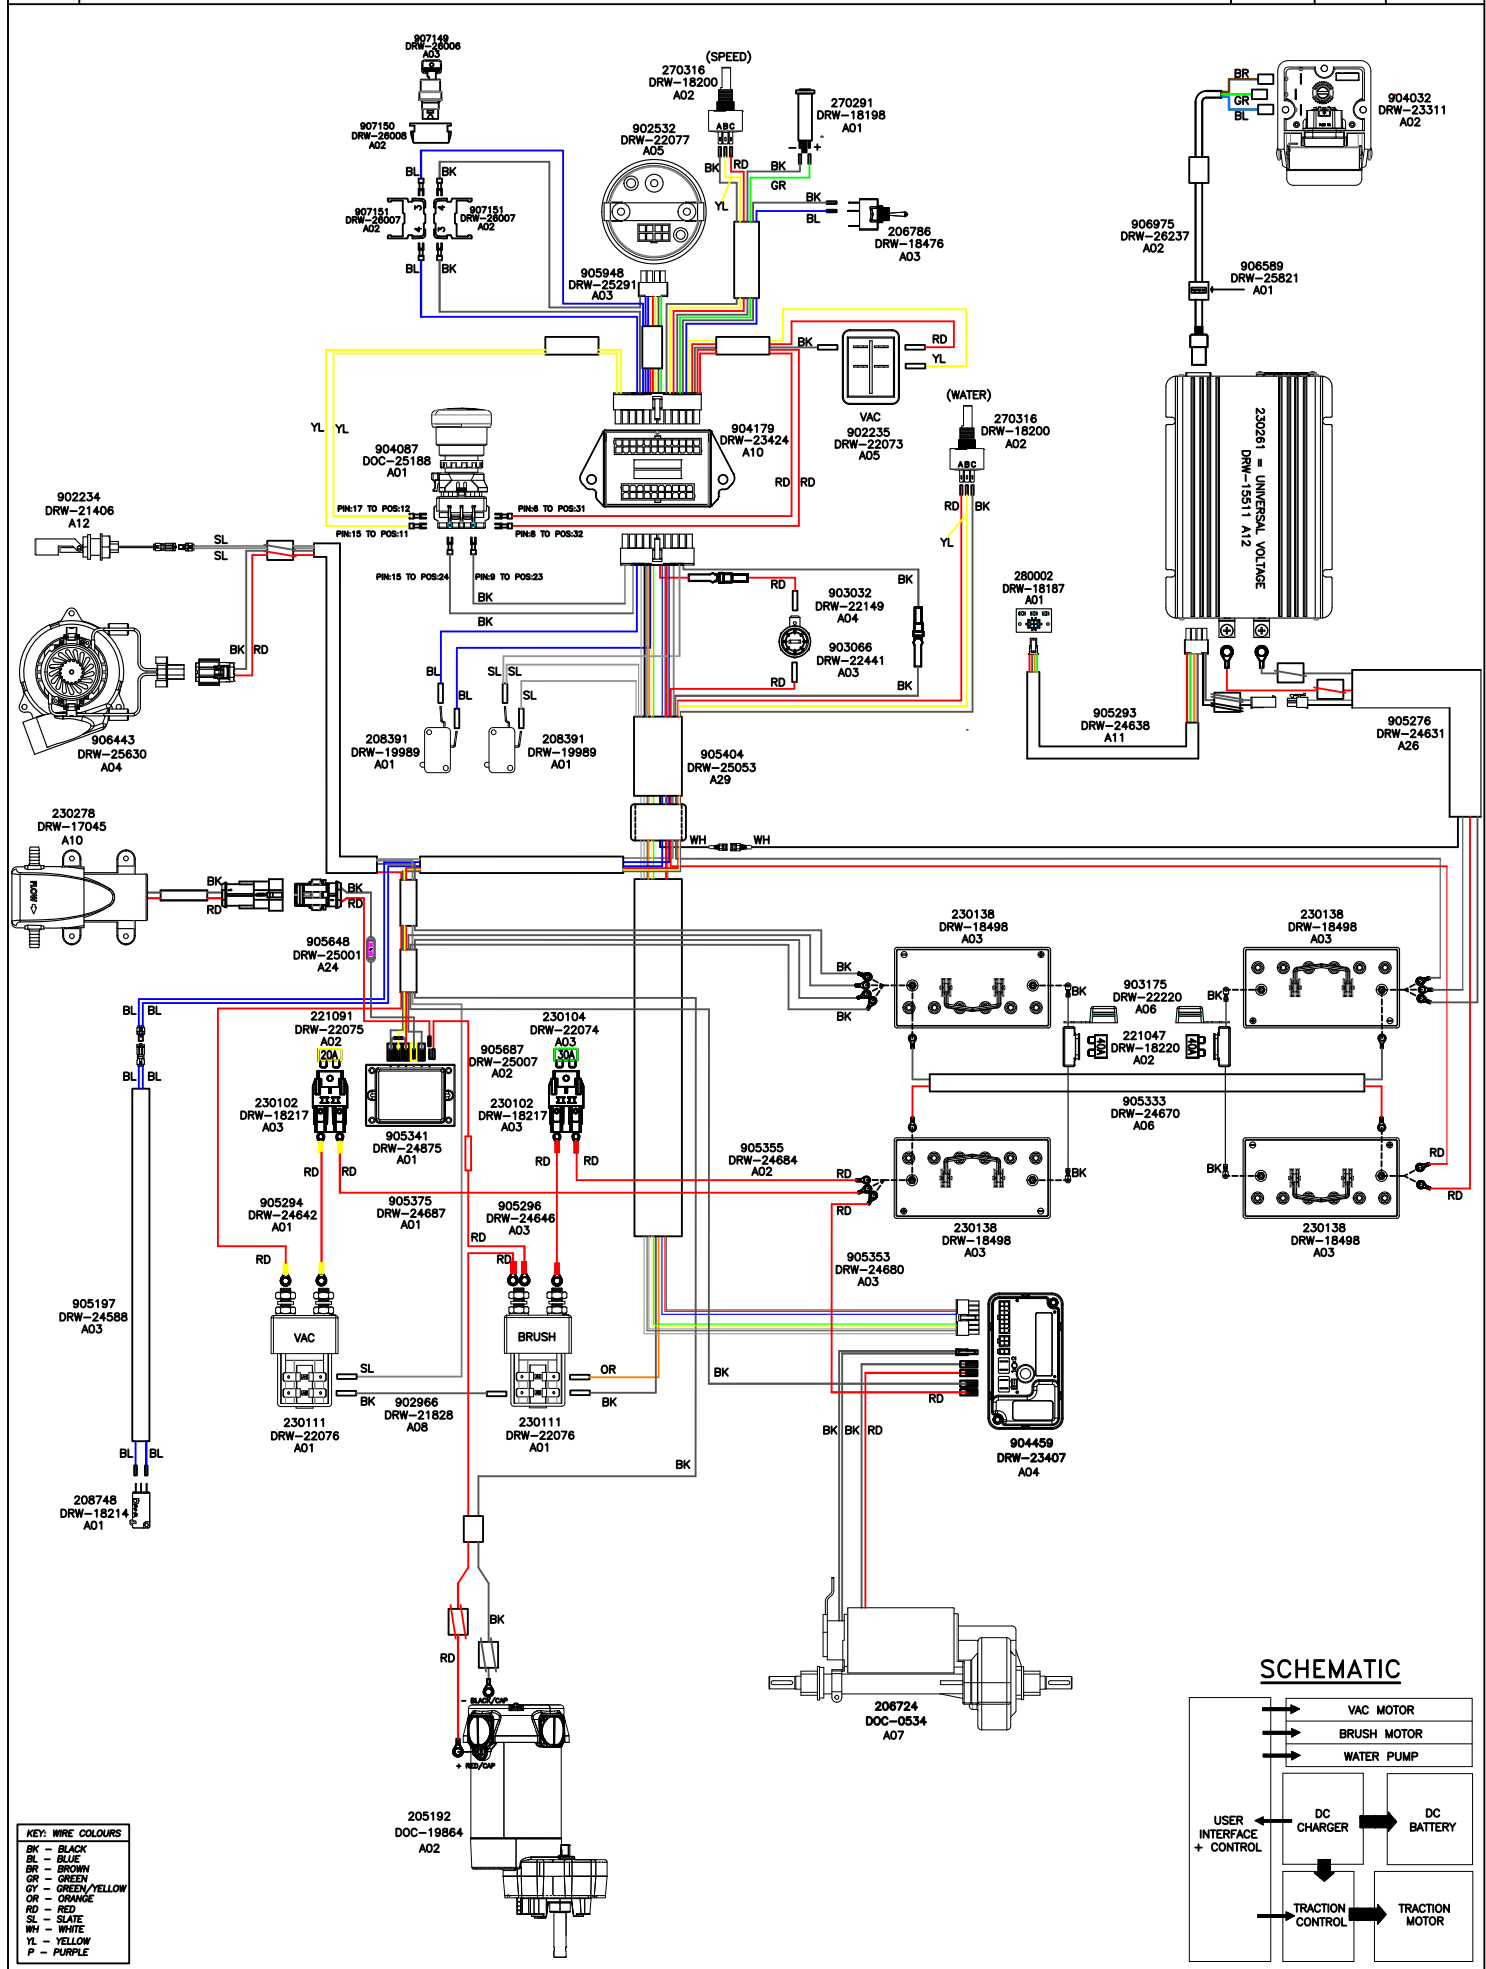 907149
DRW-26006
A03
907150
DRW-26008
A02
BL
BK
907151
DRW-26007
A02
3
4
4
3
907151
DRW-26007
A02
BL
BK
902532
DRW-22077
A05
(SPEED)
270316
DRW-18200
A02
ABC
BK
RD
YL
270291
DRW-18198
A01
- +
BK
GR
BK
BL
206786
DRW-18476
A03
905948
DRW-25291
A03
BR
GR
BL
904032
DRW-23311
A02
906975
DRW-26237
A02
906589
DRW-25821
A01
BK
RD
YL
VAC
902235
DRW-22073
A05
YL
YL
904087
DOC-25188
A01
904179
DRW-23424
A10
RD
RD
PIN:17 TO POS:12
PIN:15 TO POS:11
PIN:6 TO POS:31
PIN:8 TO POS:32
PIN:15 TO POS:24
PIN:9 TO POS:23
BK
BK
(WATER)
270316
DRW-18200
A02
ABC
RD
BK
YL
230261 = UNIVERSAL VOLTAGE
DRW-15511 A12
902234
DRW-21406
A12
SL
SL
BK
RD
906443
DRW-25630
A04
RD
903032
DRW-22149
A04
903066
DRW-22441
A03
RD
BK
BK
280002
DRW-18187
A01
BL
BL
SL
SL
SL
208391
DRW-19989
A01
208391
DRW-19989
A01
905404
DRW-25053
A29
905293
DRW-24638
A11
905276
DRW-24631
A26
230278
DRW-17045
A10
FLOW
BK
RD
BK
RD
WH
WH
905648
DRW-25001
A24
230138
DRW-18498
A03
230138
DRW-18498
A03
BK
BK
BK
BK
903175
DRW-22220
A06
221047
DRW-18220
A02
40A
40A
BL
BL
BL
BL
221091
DRW-22075
A02
20A
230104
DRW-22074
A03
30A
905687
DRW-25007
A02
230102
DRW-18217
A03
230102
DRW-18217
A03
905341
DRW-24875
A01
905333
DRW-24670
A06
RD
RD
RD
RD
905355
DRW-24684
A02
RD
RD
BK
BK
RD
RD
230138
DRW-18498
A03
230138
DRW-18498
A03
905294
DRW-24642
A01
905375
DRW-24687
A01
905296
DRW-24646
A03
RD
RD
RD
905353
DRW-24680
A03
905197
DRW-24588
A03
VAC
BRUSH
SL
BK
OR
BK
902966
DRW-21828
A08
230111
DRW-22076
A01
230111
DRW-22076
A01
BK
RD
BK
BK
RD
904459
DRW-23407
A04
BL
BL
208748
DRW-18214
A01
BK
BK
RD
- BLACK/CAP
+ RED/CAP
205192
DOC-19864
A02
206724
DOC-0534
A07
SCHEMATIC
VAC MOTOR
BRUSH MOTOR
WATER PUMP
USER
INTERFACE
+ CONTROL
DC
CHARGER
DC
BATTERY
TRACTION
CONTROL
TRACTION
MOTOR
KEY: WIRE COLOURS
BK - BLACK
BL - BLUE
BR - BROWN
GR - GREEN
GY - GREEN/YELLOW
OR - ORANGE
RD - RED
SL - SLATE
WH - WHITE
YL - YELLOW
P - PURPLE